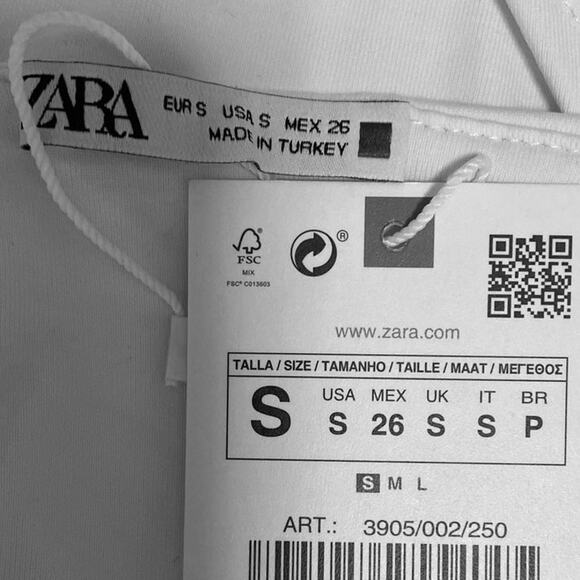 ZARA
EUR S USA S MEX 26
MADE IN TURKEY
FSC
MIX
FSC® C013603
®
www.zara.com
TALLA / SIZE / TAMANHO / TAILLE / MAAT / ΜΕΓΕΘΟΣ
S
USA MEX UK IT BR
S 26 S S P
S M L
ART.: 3905/002/250